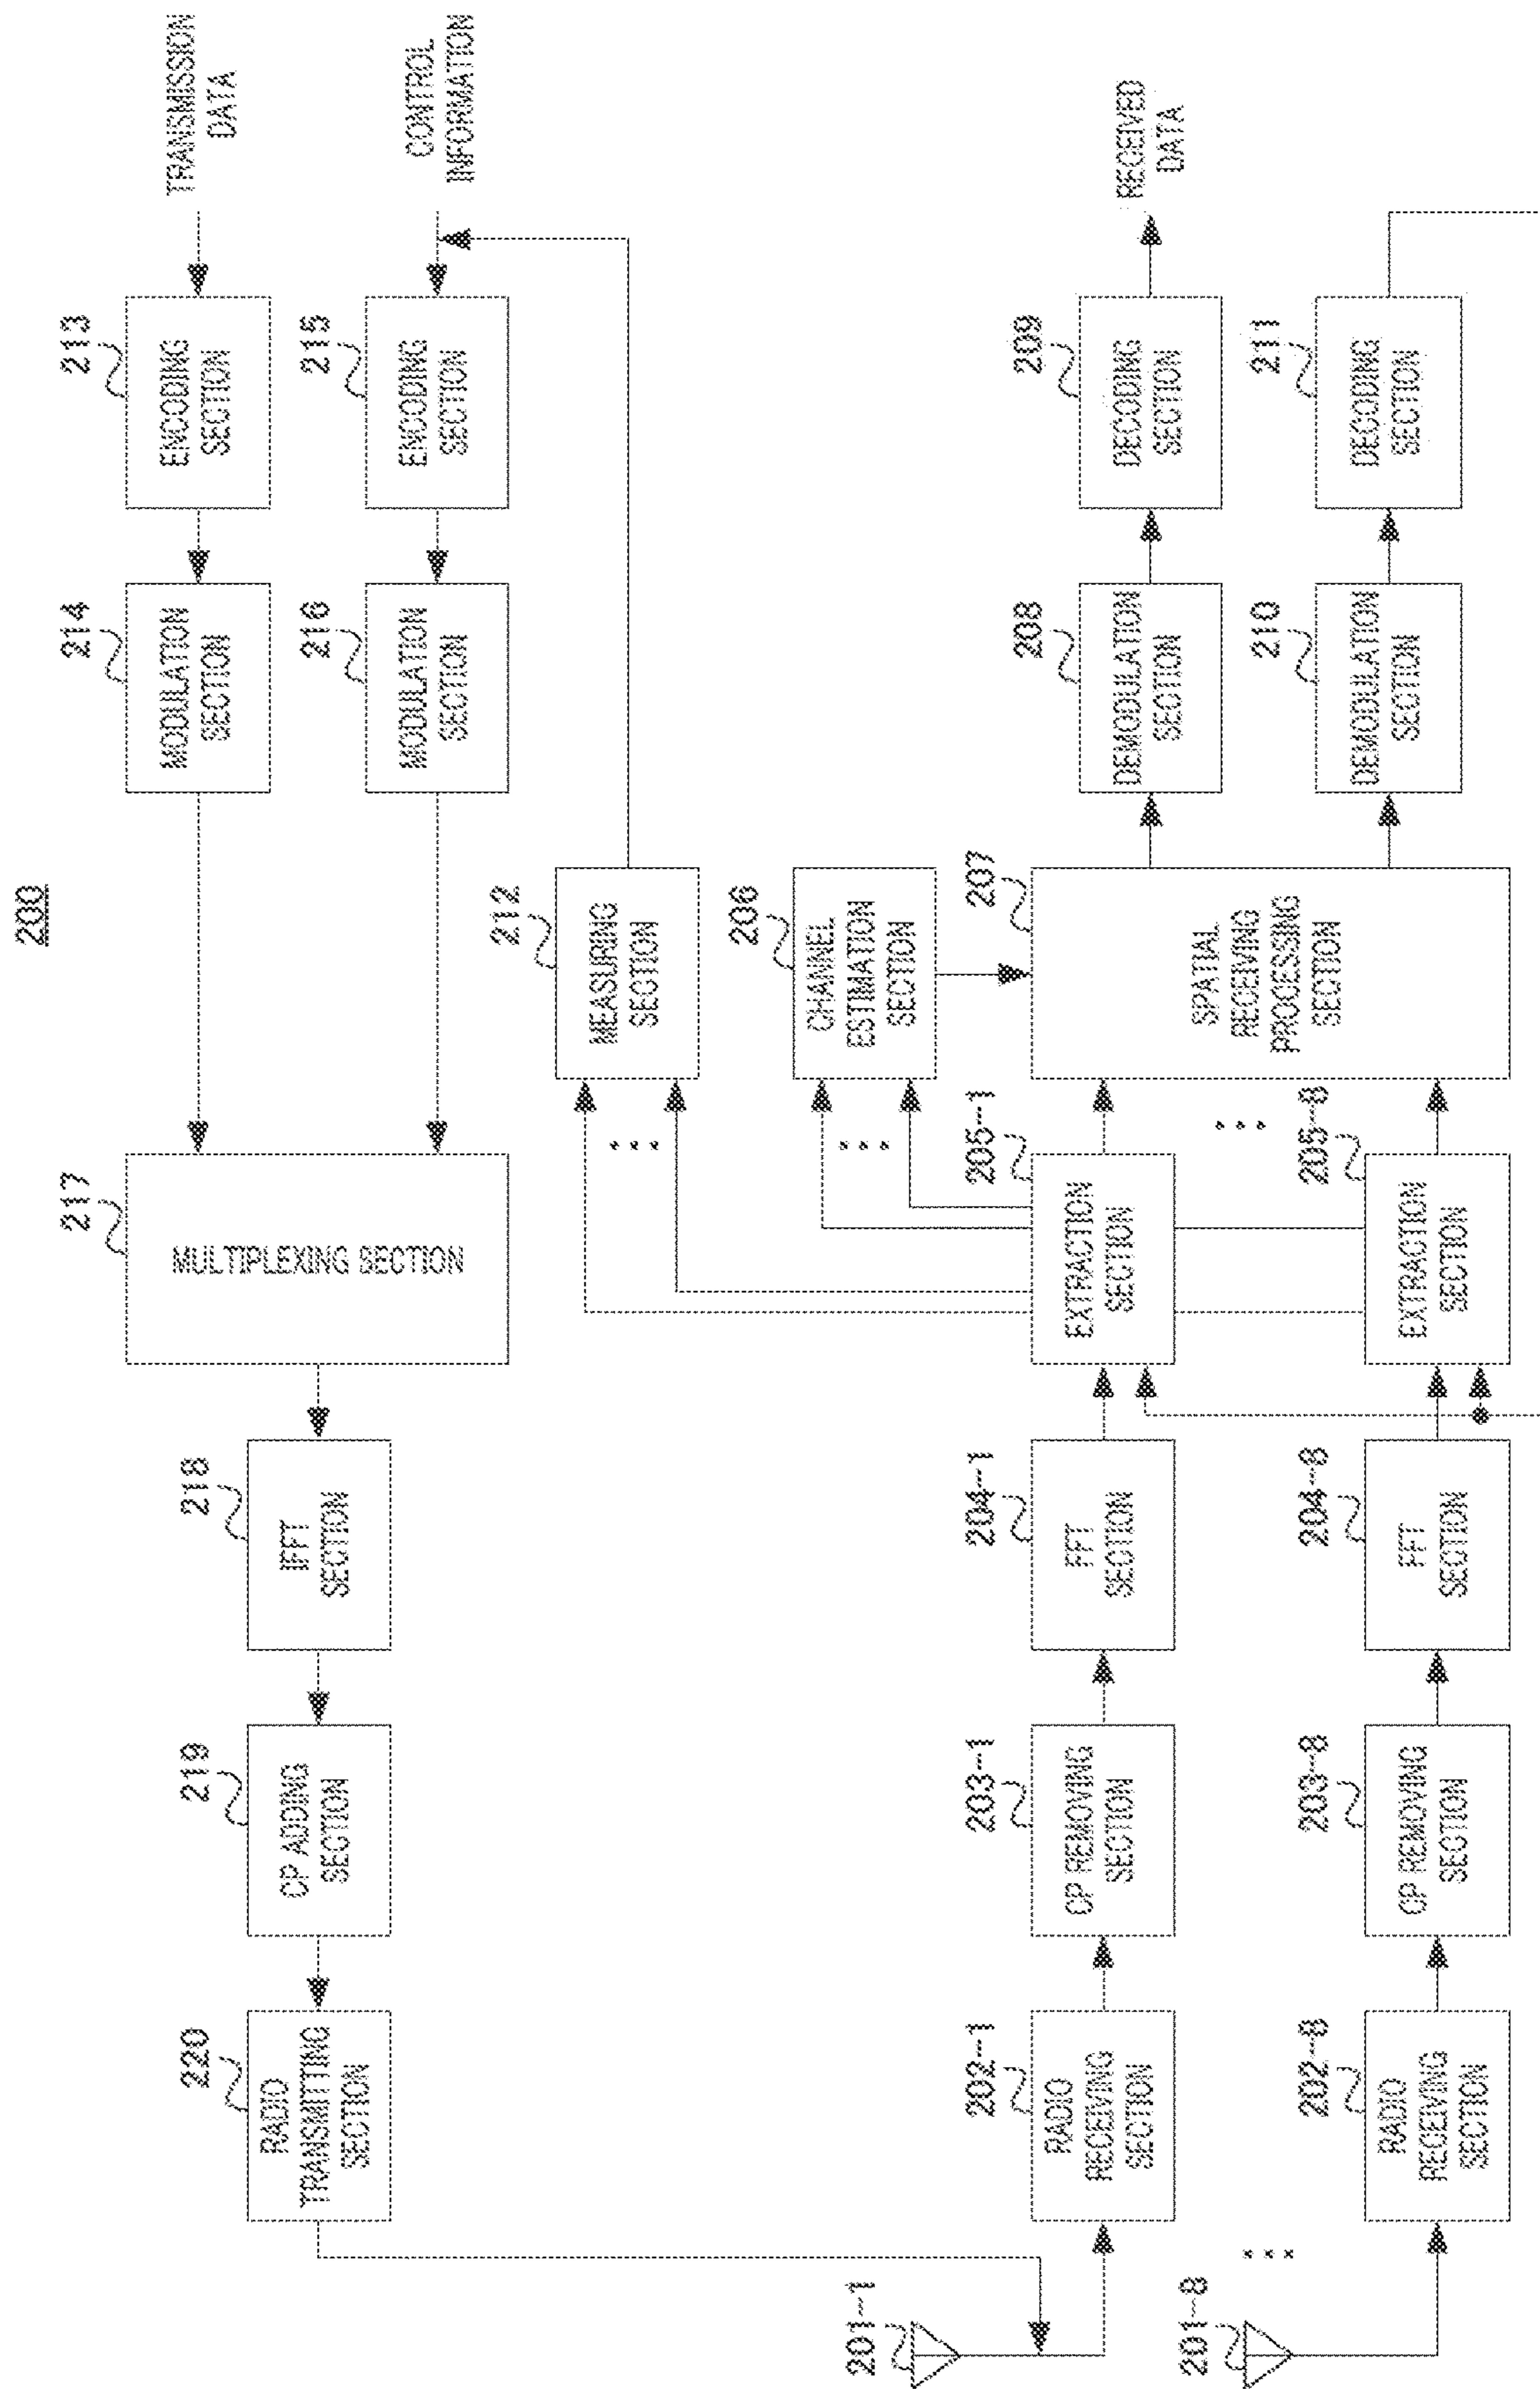 200
220
RADIO
TRANSMITTING
SECTION
219
CP ADDING
SECTION
218
IFFT
SECTION
217
MULTIPLEXING SECTION
214
MODULATION
SECTION
213
ENCODING
SECTION
TRANSMISSION
DATA
216
MODULATION
SECTION
215
ENCODING
SECTION
CONTROL
INFORMATION
212
MEASURING
SECTION
206
CHANNEL
ESTIMATION
SECTION
201-1
202-1
RADIO
RECEIVING
SECTION
203-1
CP REMOVING
SECTION
204-1
FFT
SECTION
205-1
EXTRACTION
SECTION
207
SPATIAL
RECEIVING
PROCESSING
SECTION
208
DEMODULATION
SECTION
209
DECODING
SECTION
RECEIVED
DATA
201-8
202-8
RADIO
RECEIVING
SECTION
203-8
CP REMOVING
SECTION
204-8
FFT
SECTION
205-8
EXTRACTION
SECTION
210
DEMODULATION
SECTION
211
DECODING
SECTION